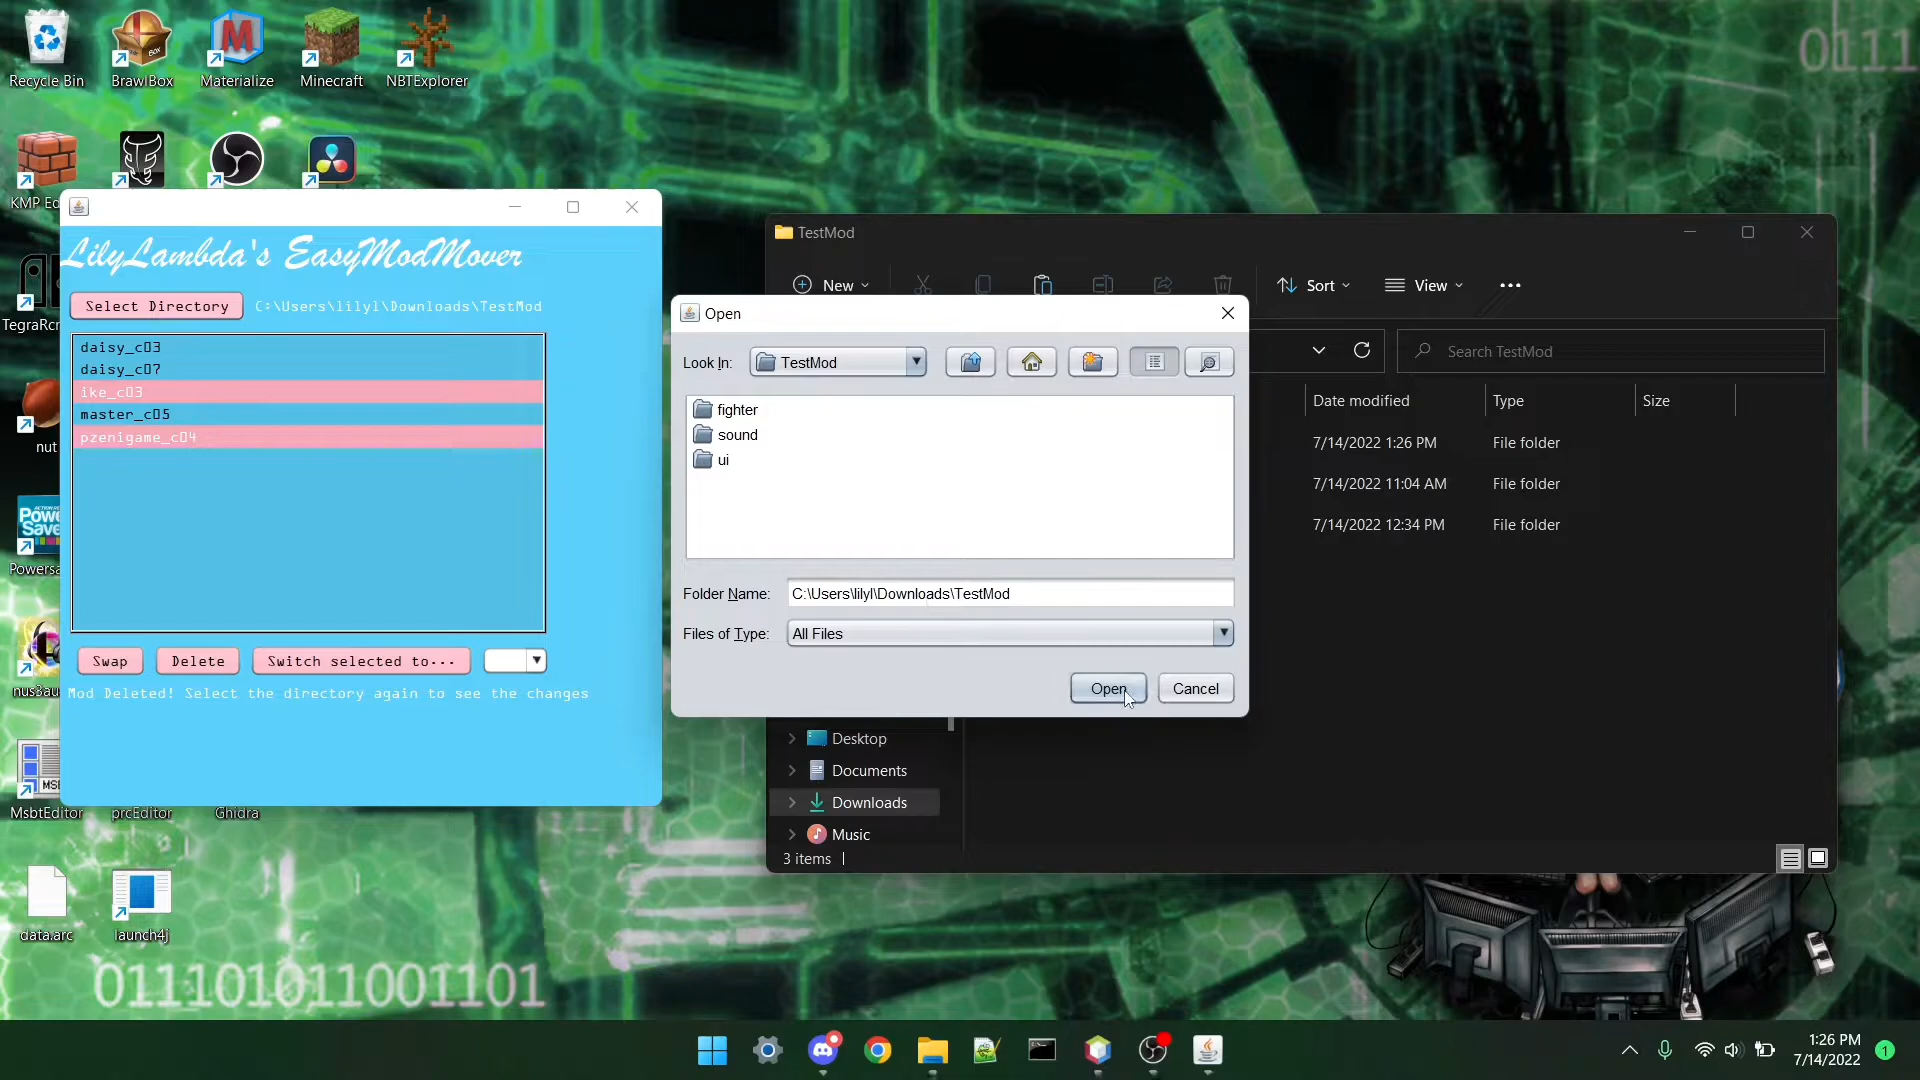 Recycle Bin
BrawlBox
Materialize
Minecraft
NBTExplorer
0111
KMP Ed
TegraRcm
nut
Powersa
nus3au
MsbtEditor
prcEditor
Ghidra
data.arc
launch4j
011101011001101
LilyLambda's EasyModMover
Select Directory
C:\Users\lilyl\Downloads\TestMod
daisy_c03
daisy_c07
ike_c03
master_c05
pzenigame_c04
Swap
Delete
Switch selected to...
Mod Deleted! Select the directory again to see the changes
TestMod
New
Sort
View
Search TestMod
Date modified
Type
Size
7/14/2022 1:26 PM
File folder
7/14/2022 11:04 AM
File folder
7/14/2022 12:34 PM
File folder
Desktop
Documents
Downloads
Music
3 items
Open
Look In:
TestMod
fighter
sound
ui
Folder Name:
C:\Users\lilyl\Downloads\TestMod
Files of Type:
All Files
Open
Cancel
1:26 PM
7/14/2022
1